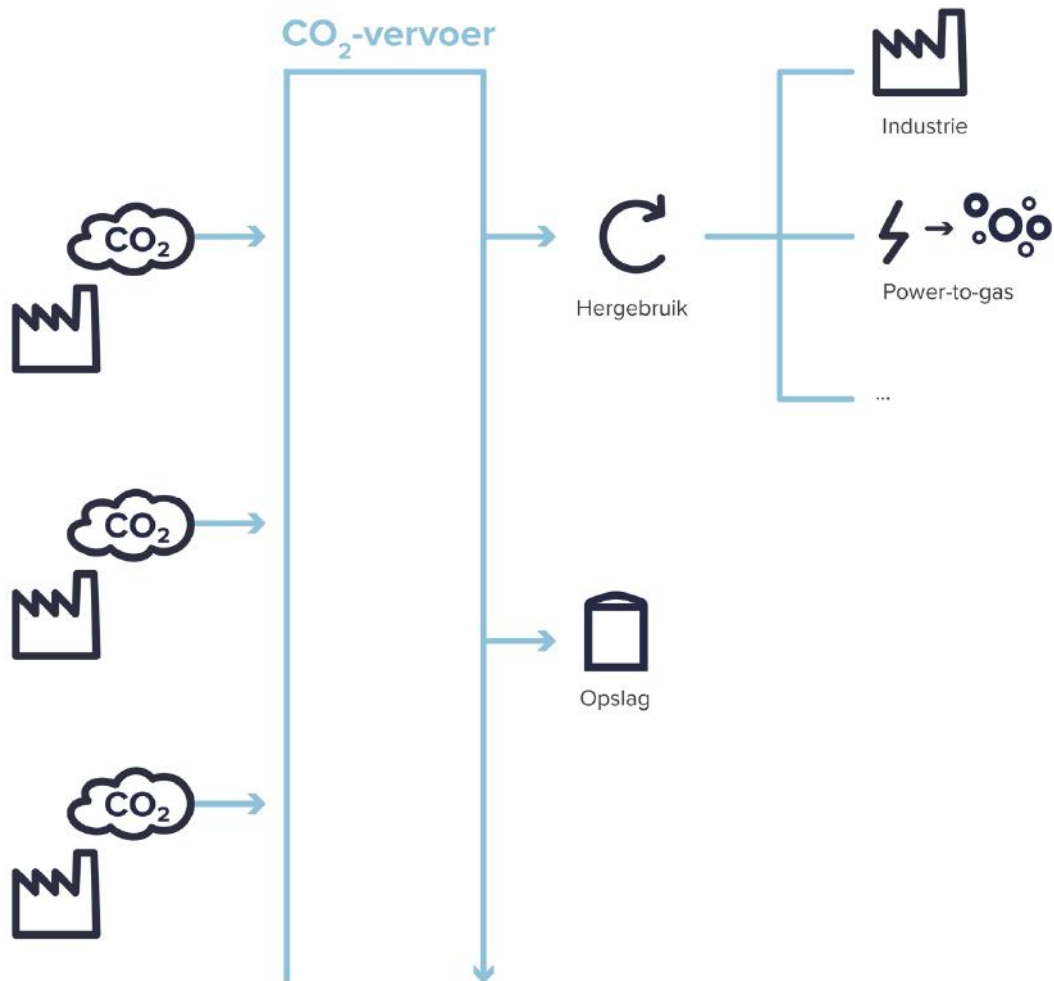 CO₂-vervoer
Industrie
CO₂
Power-to-gas
Hergebruik
...
CO₂
Opslag
CO₂